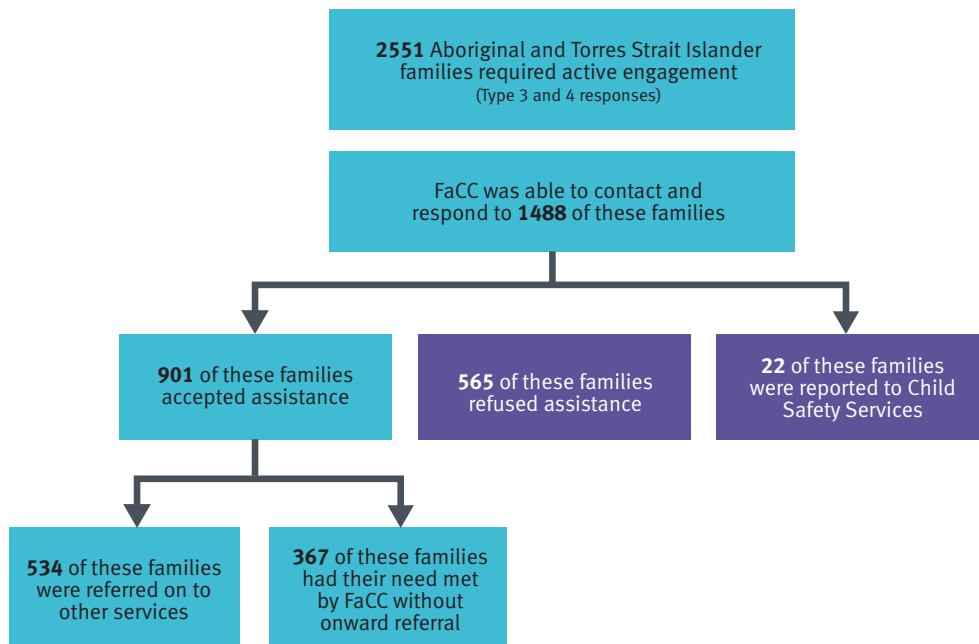 2551 Aboriginal and Torres Strait Islander
families required active engagement
(Type 3 and 4 responses)
FaCC was able to contact and
respond to 1488 of these families
901 of these families
accepted assistance
565 of these families
refused assistance
22 of these families
were reported to Child
Safety Services
534 of these families
were referred on to
other services
367 of these families
had their need met
by FaCC without
onward referral